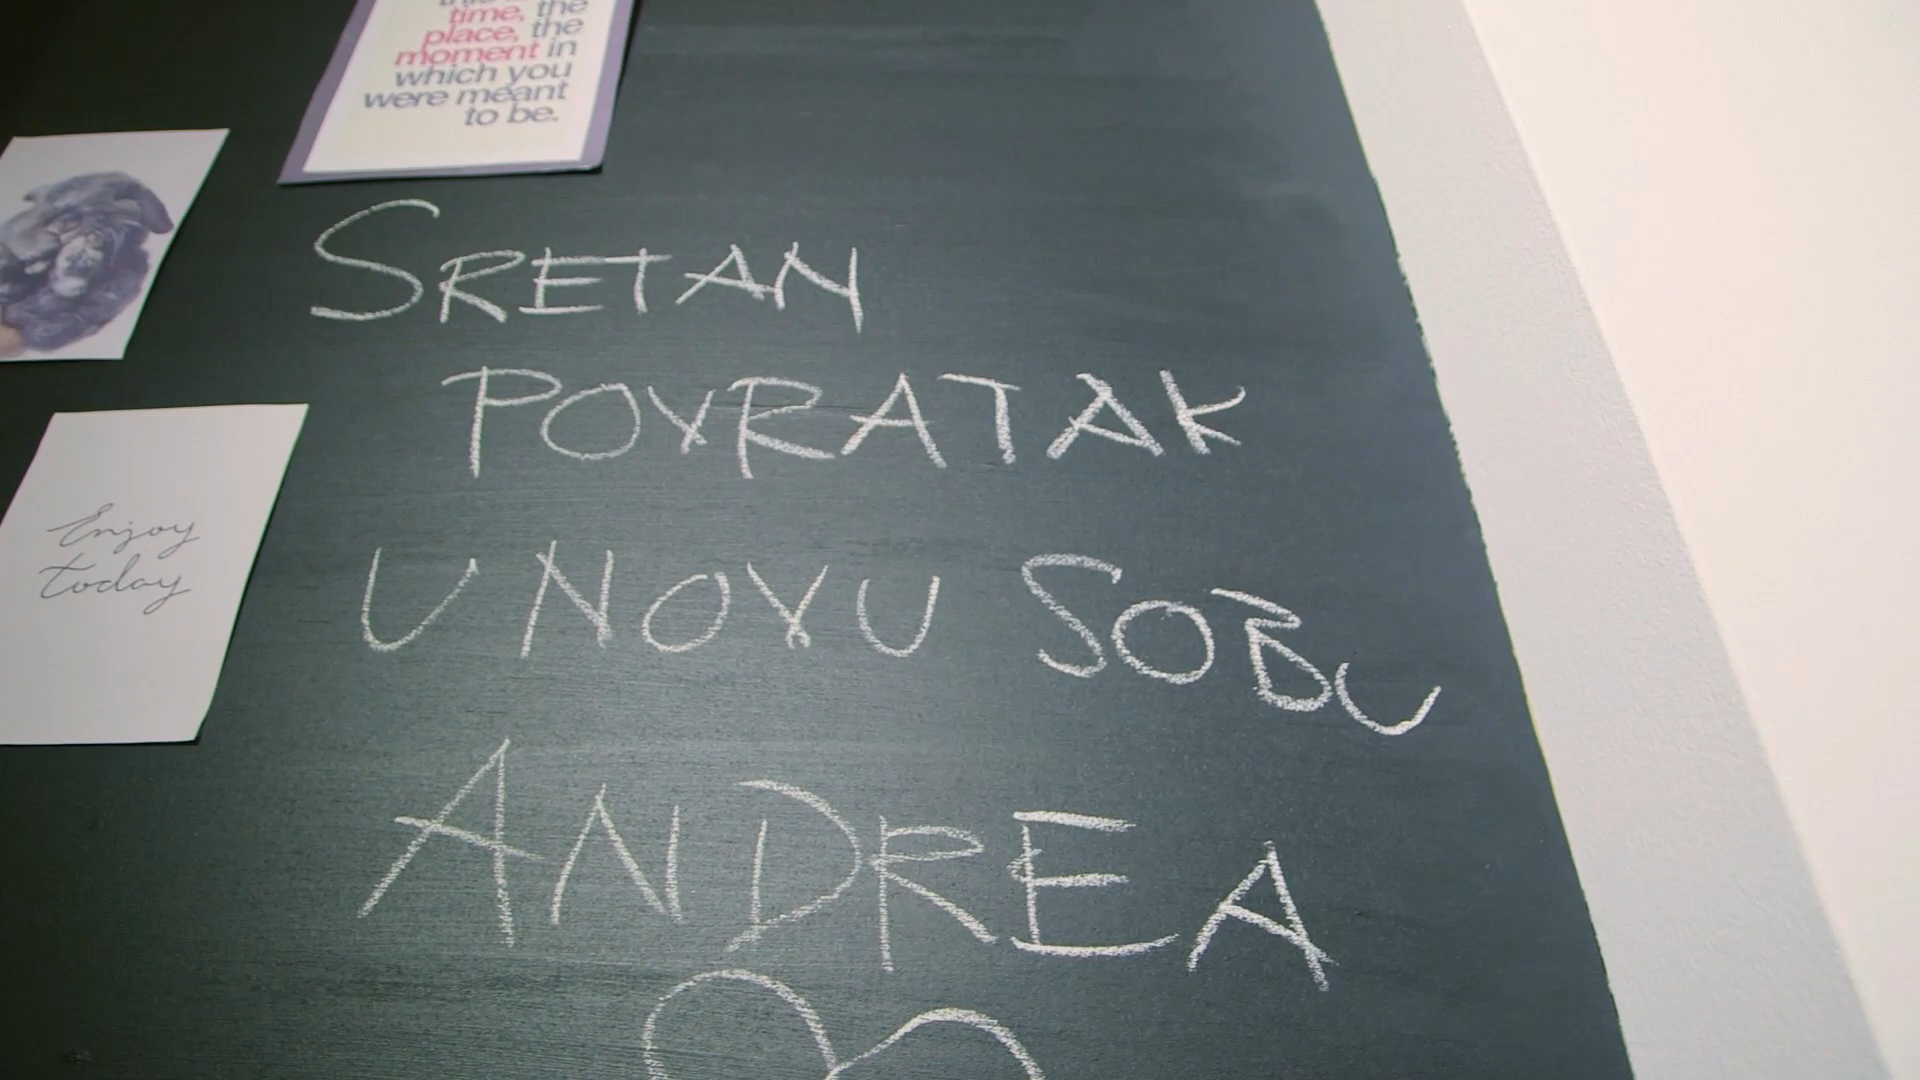 time, the
place, the
moment in
which you
were meant
to be.
SRETAN
POVRATAK
U NOVU SOBU
ANDREA
Enjoy
today